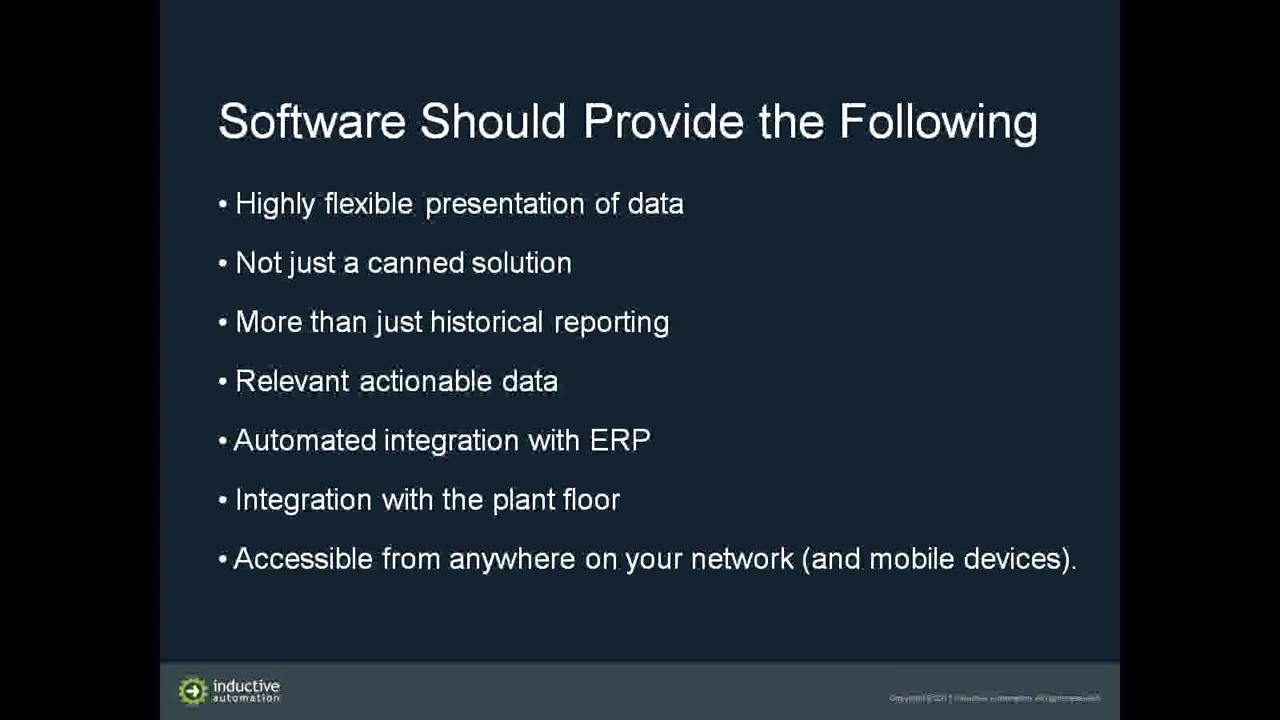 Software Should Provide the Following
• Highly flexible presentation of data
• Not just a canned solution
• More than just historical reporting
• Relevant actionable data
• Automated integration with ERP
• Integration with the plant floor
• Accessible from anywhere on your network (and mobile devices).
inductive
automation